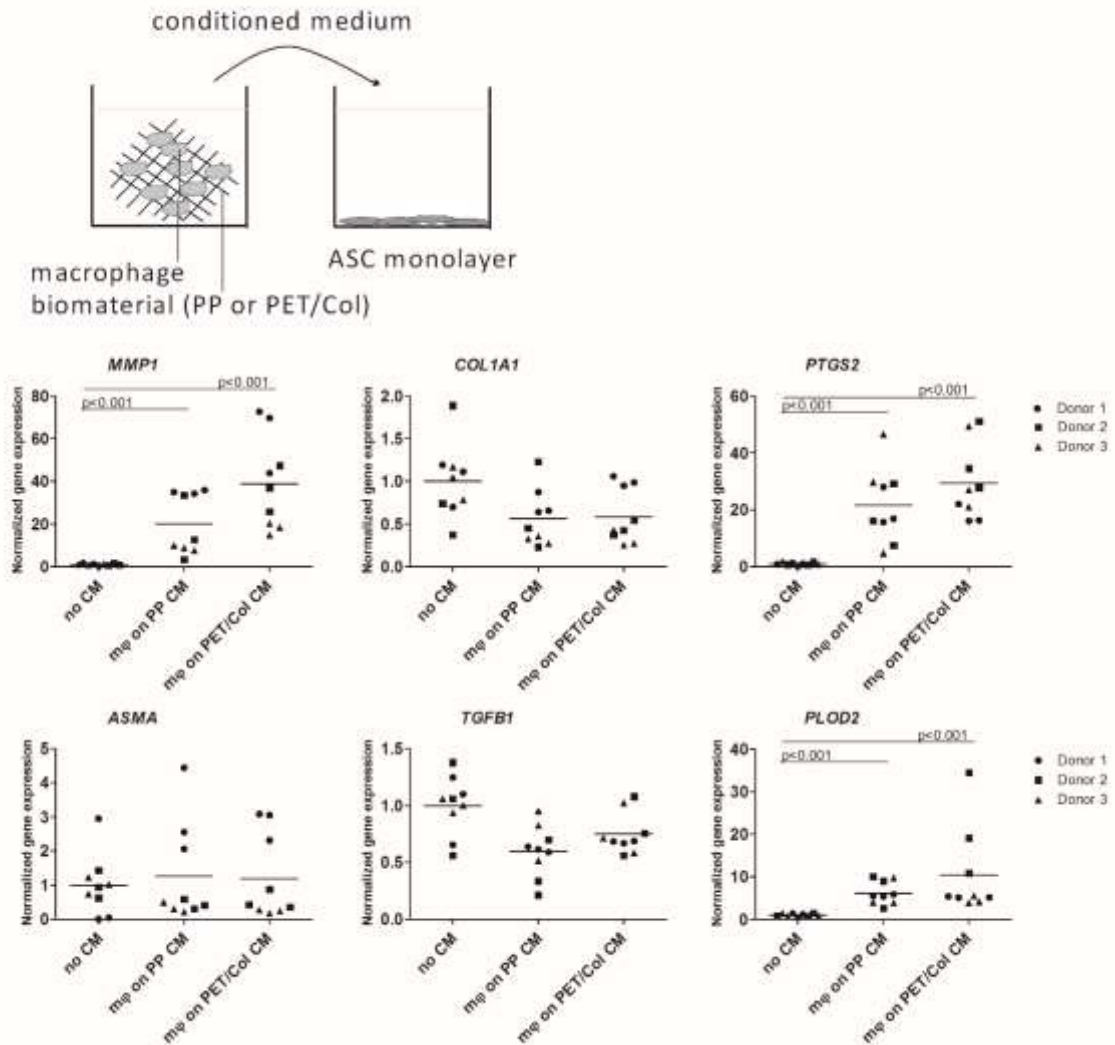 conditioned medium
macrophage
biomaterial (PP or PET/Col)
ASC monolayer
MMP1
Normalized gene expression
80
60
40
20
0
p<0.001
p<0.001
no CM
mφ on PP CM
mφ on PET/Col CM
COL1A1
Normalized gene expression
2.0
1.5
1.0
0.5
0.0
no CM
mφ on PP CM
mφ on PET/Col CM
PTGS2
Normalized gene expression
60
40
20
0
p<0.001
p<0.001
no CM
mφ on PP CM
mφ on PET/Col CM
Donor 1
Donor 2
Donor 3
ASMA
Normalized gene expression
5
4
3
2
1
0
no CM
mφ on PP CM
mφ on PET/Col CM
TGFB1
Normalized gene expression
1.5
1.0
0.5
0.0
no CM
mφ on PP CM
mφ on PET/Col CM
PLOD2
Normalized gene expression
40
30
20
10
0
p<0.001
p<0.001
no CM
mφ on PP CM
mφ on PET/Col CM
Donor 1
Donor 2
Donor 3